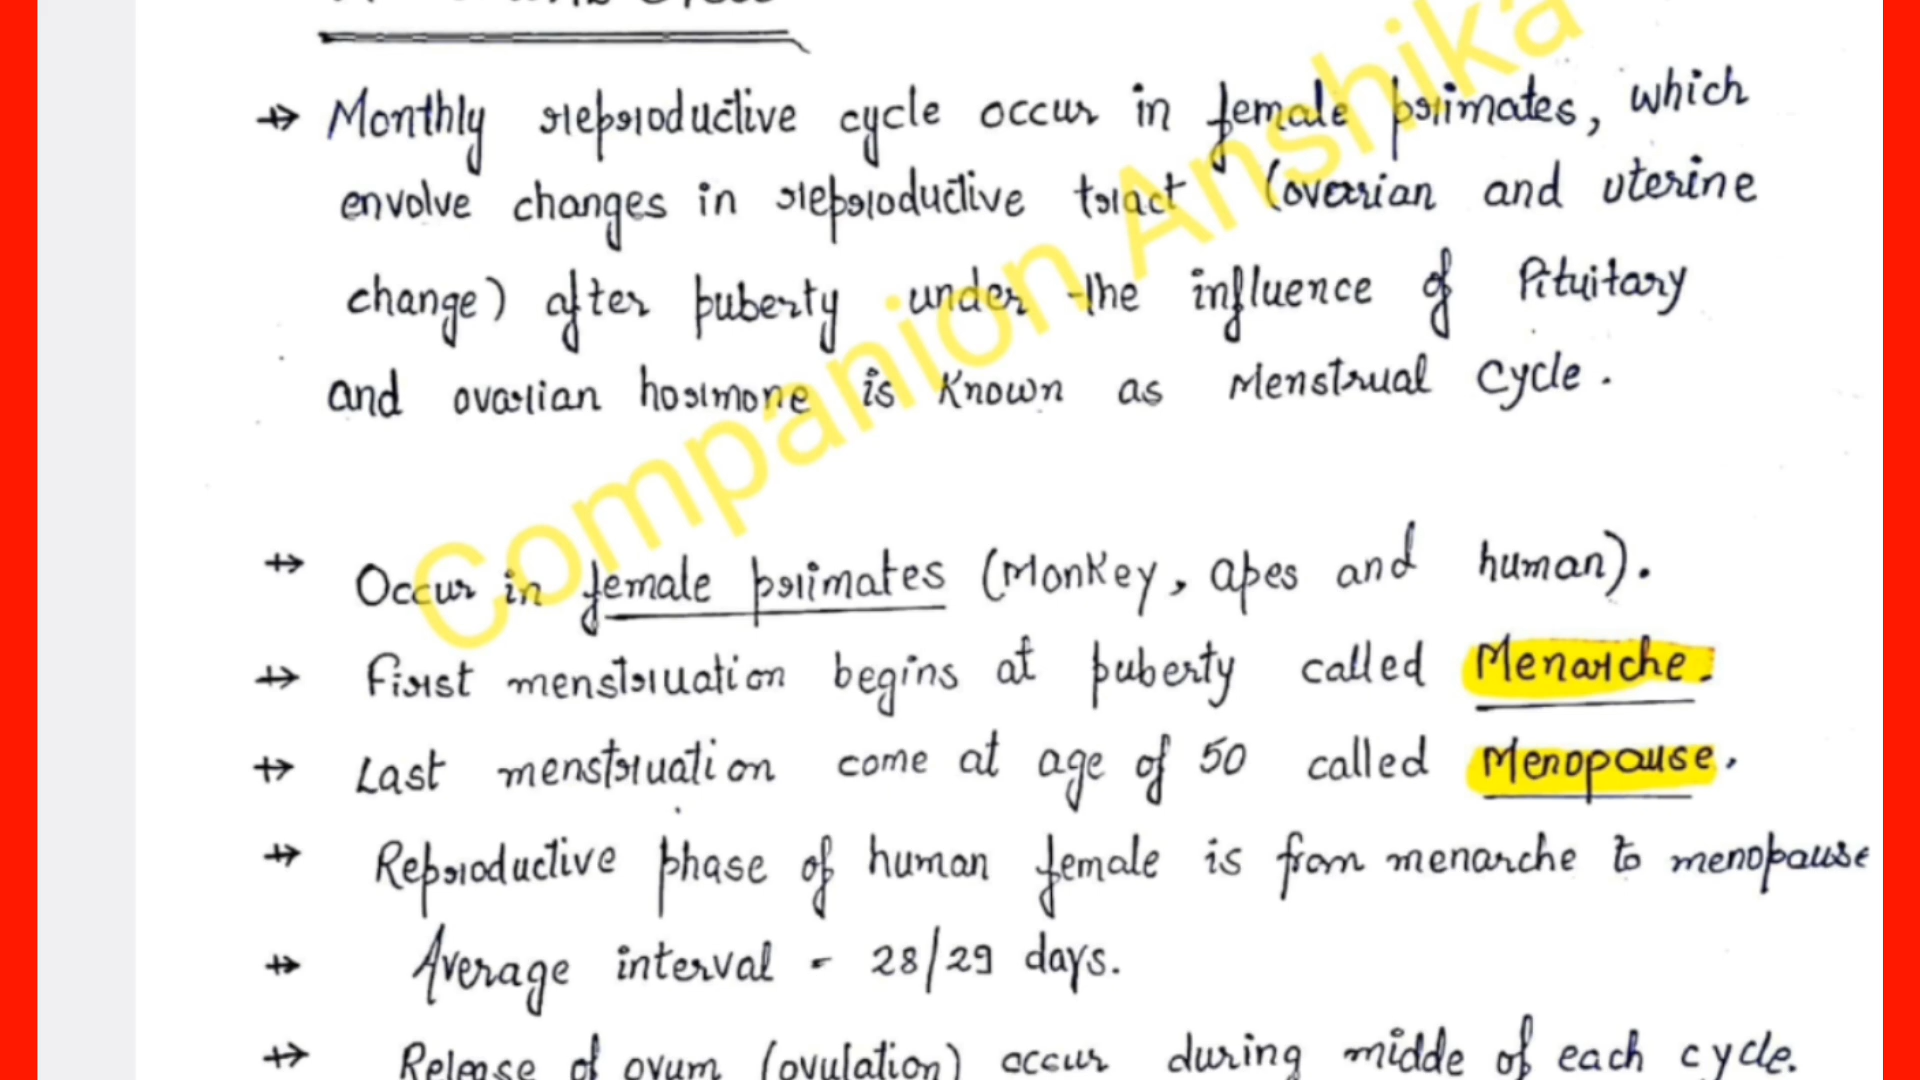 → Monthly reproductive cycle occur in female primates, which
envolve changes in reproductive tract (ovarian and uterine
change) after puberty under the influence of Pituitary
and ovarian hormone is Known as Menstrual Cycle.
→ Occur in female primates (Monkey, apes and human).
→ First menstruation begins at puberty called Menarche.
→ Last menstruation come at age of 50 called Menopause.
→ Reproductive phase of human female is from menarche to menopause
→ Average interval - 28/29 days.
→ Release of ovum (ovulation) occur during midde of each cycle.
Companion Anshika